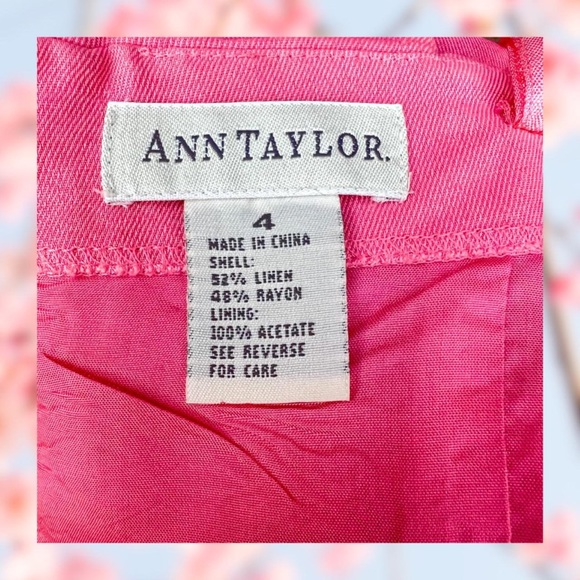 ANN TAYLOR.
4
MADE IN CHINA
SHELL:
52% LINEN
48% RAYON
LINING:
100% ACETATE
SEE REVERSE
FOR CARE